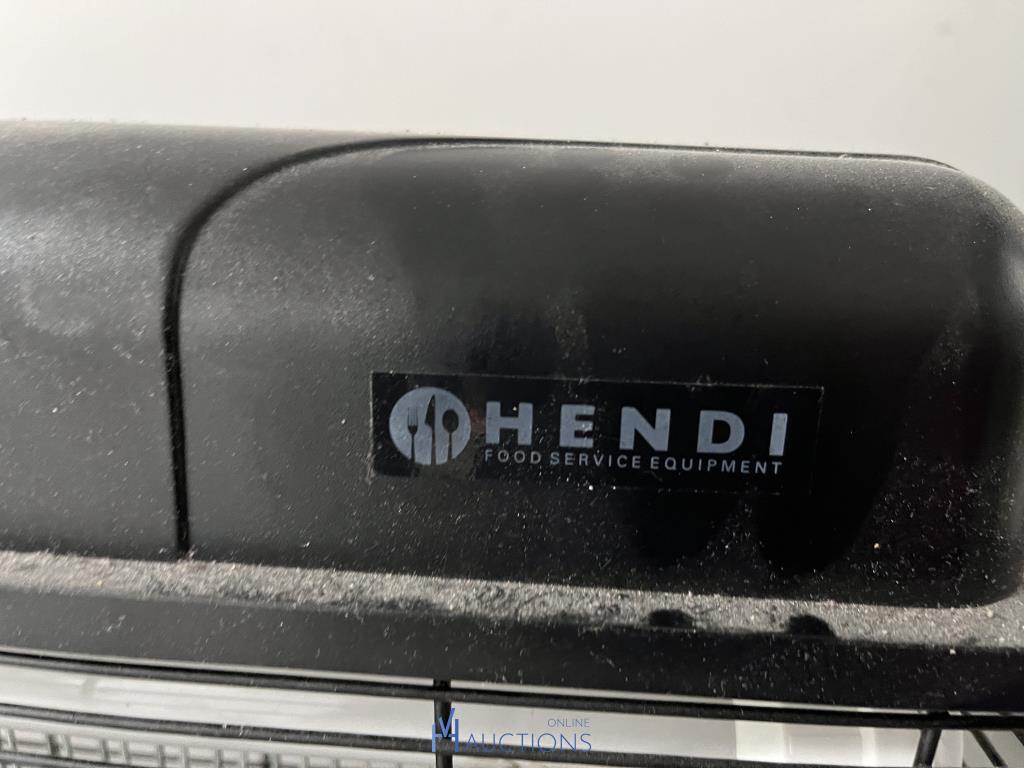 HENDI
FOOD SERVICE EQUIPMENT
ONLINE
AUCTIONS